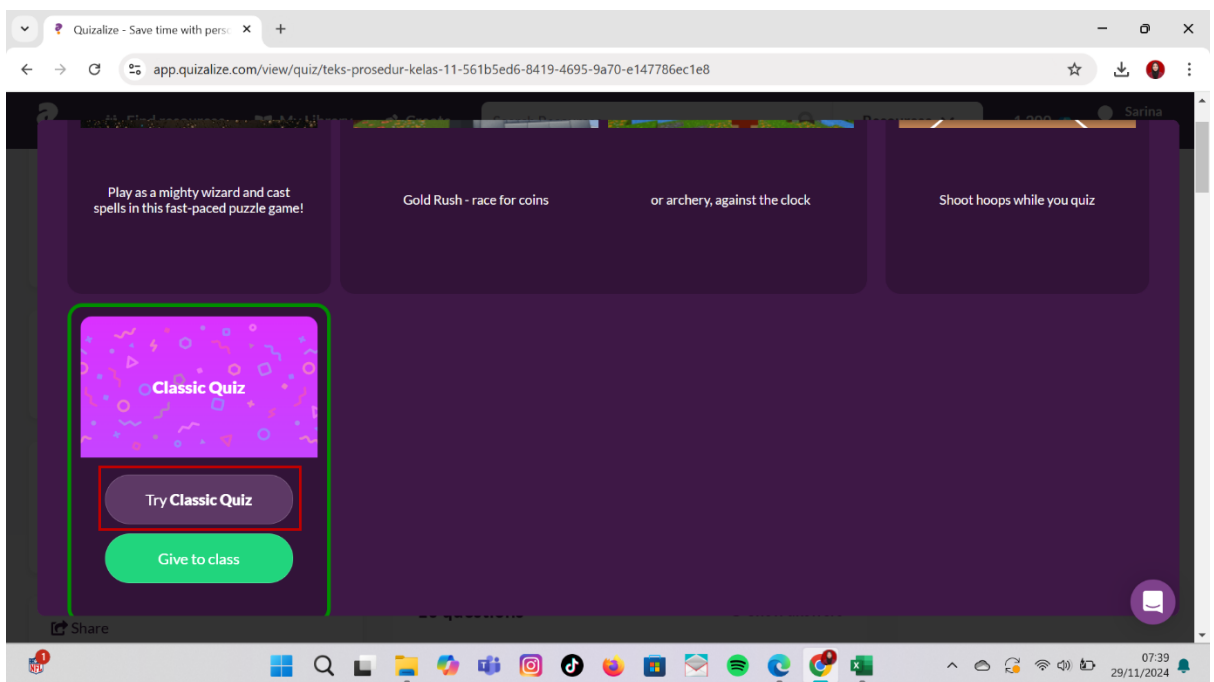 Quizalize - Save time with perso
app.quizalize.com/view/quiz/teks-prosedur-kelas-11-561b5ed6-8419-4695-9a70-e147786ec1e8
Sarina
Play as a mighty wizard and cast
spells in this fast-paced puzzle game!
Gold Rush - race for coins
or archery, against the clock
Shoot hoops while you quiz
Classic Quiz
Try Classic Quiz
Give to class
Share
07:39
29/11/2024